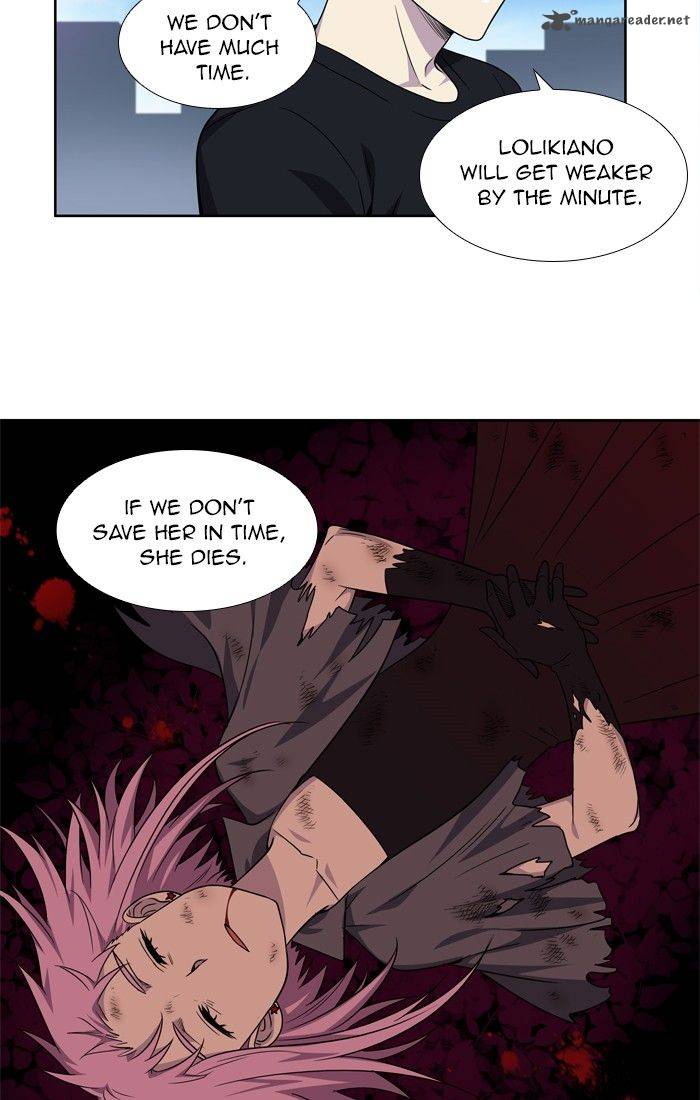 mangareader.net
WE DON'T
HAVE MUCH
TIME.
LOLIKIANO
WILL GET WEAKER
BY THE MINUTE.
IF WE DON'T
SAVE HER IN TIME,
SHE DIES.